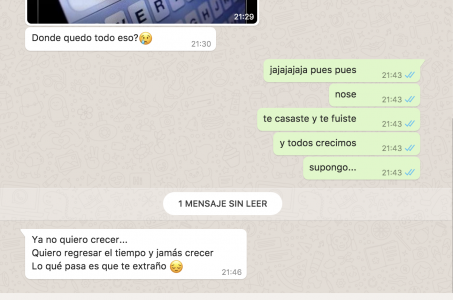 21:29
Donde quedo todo eso?😢
21:30
jajajajaja pues pues
21:43
nose
21:43
te casaste y te fuiste
21:43
y todos crecimos
21:43
supongo...
21:43
1 MENSAJE SIN LEER
Ya no quiero crecer...
Quiero regresar el tiempo y jamás crecer
Lo qué pasa es que te extraño 😔
21:46